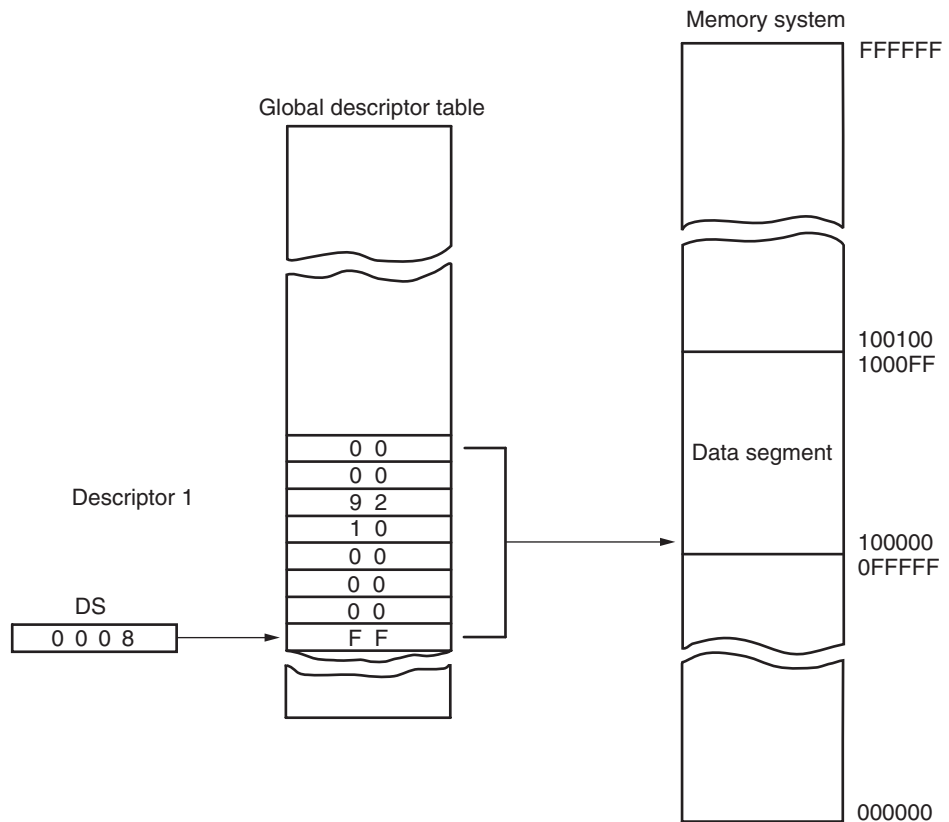 Memory system
FFFFFF
Global descriptor table
100100
1000FF
Data segment
100000
0FFFFF
000000
Descriptor 1
0 0
0 0
9 2
1 0
0 0
0 0
0 0
F F
DS
0 0 0 8